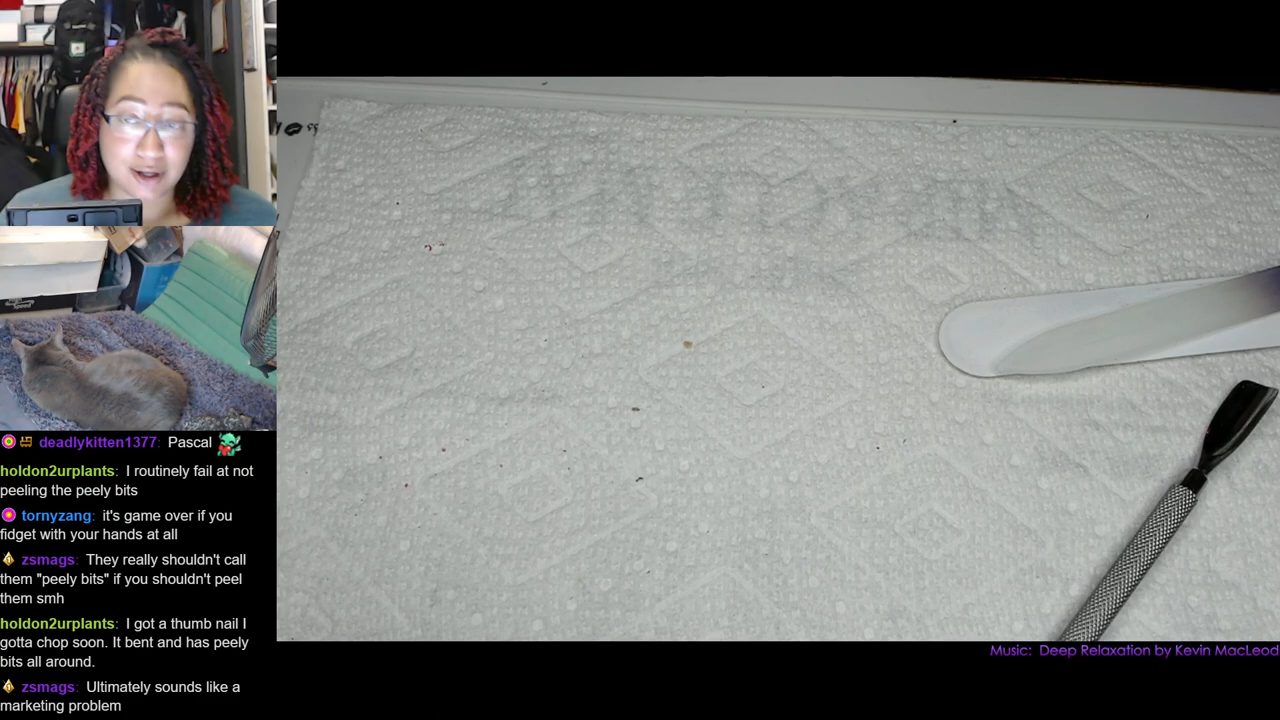 deadlykitten1377: Pascal
holdon2urplants: I routinely fail at not
peeling the peely bits
tornyzang: it's game over if you
fidget with your hands at all
zsmags: They really shouldn't call
them "peely bits" if you shouldn't peel
them smh
holdon2urplants: I got a thumb nail I
gotta chop soon. It bent and has peely
bits all around.
zsmags: Ultimately sounds like a
marketing problem
Music: Deep Relaxation by Kevin MacLeod